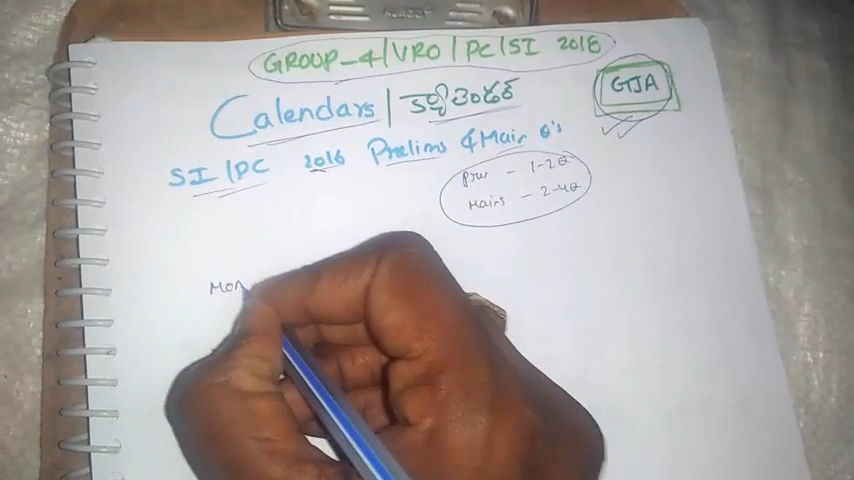 GROUP-4/VRO/PC/SI 2018
GTJA
Calendars / క్యాలెండర్
SI/PC 2016 Prelims & Main Q's
pre - 1-2Q
Mains - 2-4Q
Mon